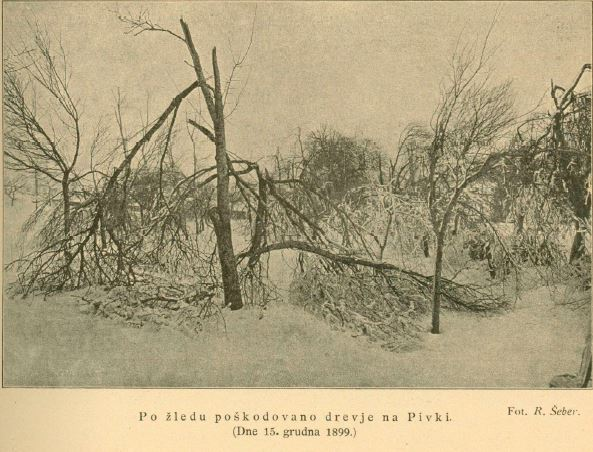 Po žledu poškodovano drevje na Pivki.
Fot. R. Šeber.
(Dne 15. grudna 1899.)